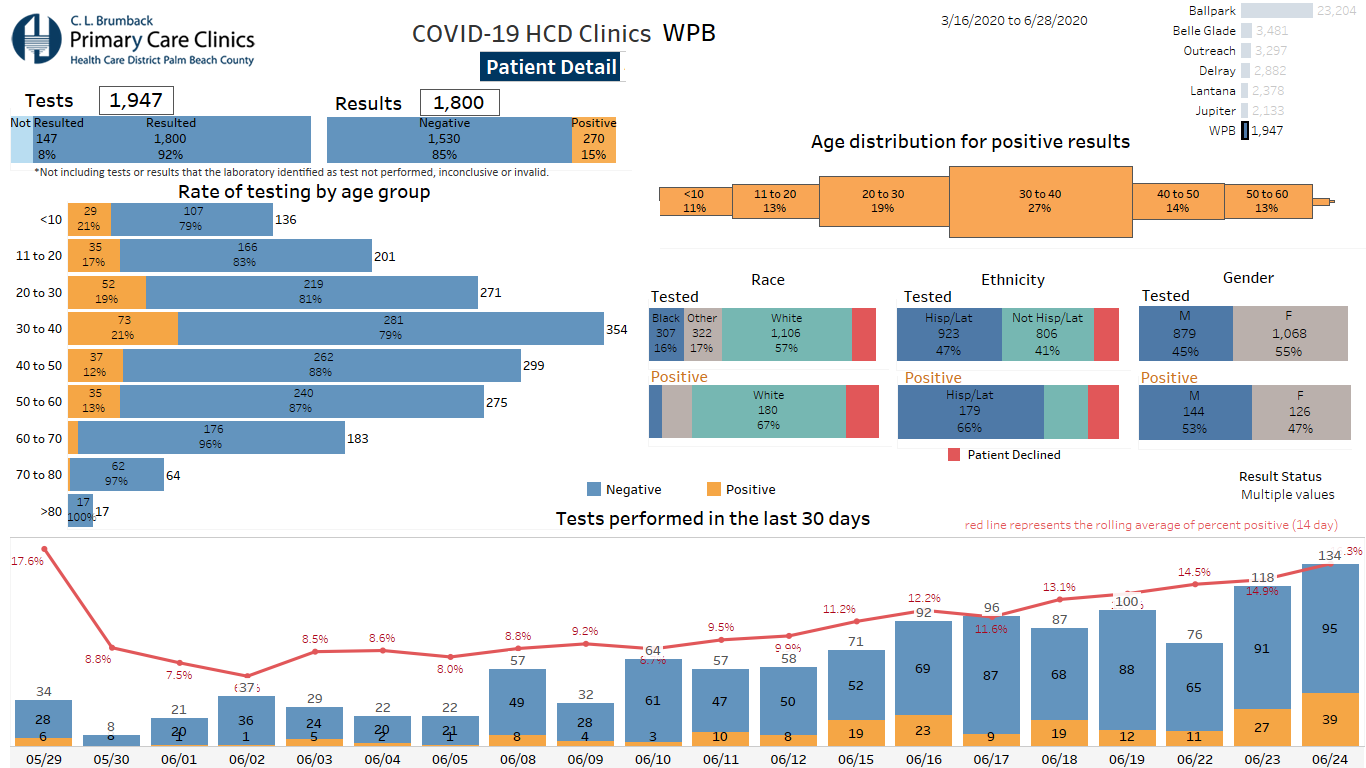 C. L. Brumback
Primary Care Clinics
Health Care District Palm Beach County
COVID-19 HCD Clinics WPB
Patient Detail
3/16/2020 to 6/28/2020
Ballpark 23,204
Belle Glade 3,481
Outreach 3,297
Delray 2,882
Lantana 2,378
Jupiter 2,133
WPB 1,947
Tests 1,947
Results 1,800
Not Resulted Resulted
147 1,800
8% 92%
Negative Positive
1,530 270
85% 15%
*Not including tests or results that the laboratory identified as test not performed, inconclusive or invalid.
Rate of testing by age group
<10 29 21% 107 79% 136
11 to 20 35 17% 166 83% 201
20 to 30 52 19% 219 81% 271
30 to 40 73 21% 281 79% 354
40 to 50 37 12% 262 88% 299
50 to 60 35 13% 240 87% 275
60 to 70 176 96% 183
70 to 80 62 97% 64
>80 17 100% 17
Age distribution for positive results
<10 11 to 20 20 to 30 30 to 40 40 to 50 50 to 60
11% 13% 19% 27% 14% 13%
Race
Tested
Black Other White
307 322 1,106
16% 17% 57%
Positive
White
180
67%
Ethnicity
Tested
Hisp/Lat Not Hisp/Lat
923 806
47% 41%
Positive
Hisp/Lat
179
66%
Patient Declined
Gender
Tested
M F
879 1,068
45% 55%
Positive
M F
144 126
53% 47%
Result Status
Multiple values
Negative Positive
Tests performed in the last 30 days
red line represents the rolling average of percent positive (14 day)
17.6% 8.8% 7.5% 8.5% 8.6% 8.0% 8.8% 9.2% 8.7% 9.5% 9.9% 11.2% 12.2% 11.6% 13.1% 14.5% 14.9% .3%
34 8 21 37 29 22 22 57 32 64 57 58 71 92 96 87 100 76 118 134
28 8 20 36 24 20 21 49 28 61 47 50 52 69 87 68 88 65 91 95
6 1 1 5 2 1 8 4 3 10 8 19 23 9 19 12 11 27 39
05/29 05/30 06/01 06/02 06/03 06/04 06/05 06/08 06/09 06/10 06/11 06/12 06/15 06/16 06/17 06/18 06/19 06/22 06/23 06/24